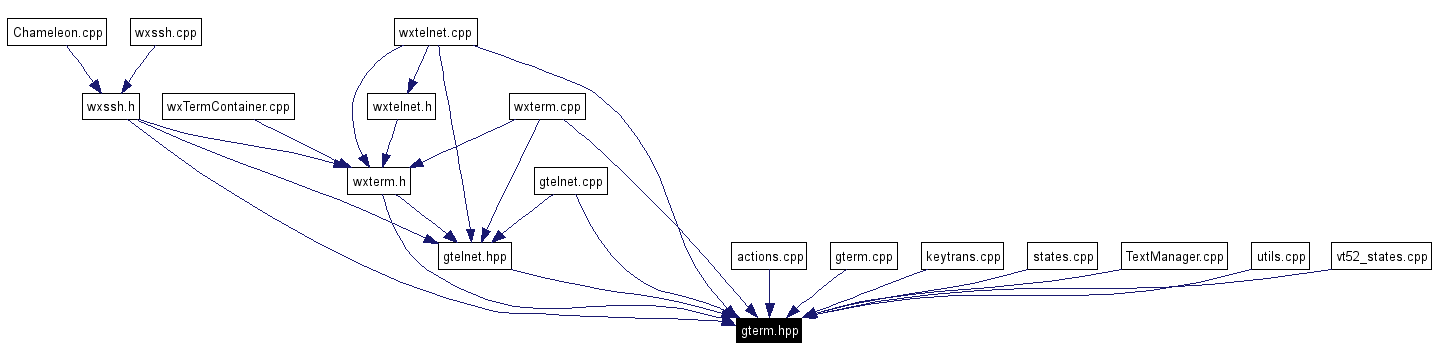 Chameleon.cpp
wxssh.cpp
wxtelnet.cpp
wxssh.h
wxTermContainer.cpp
wxtelnet.h
wxterm.cpp
wxterm.h
gtelnet.cpp
gtelnet.hpp
actions.cpp
gterm.cpp
keytrans.cpp
states.cpp
TextManager.cpp
utils.cpp
vt52_states.cpp
gterm.hpp